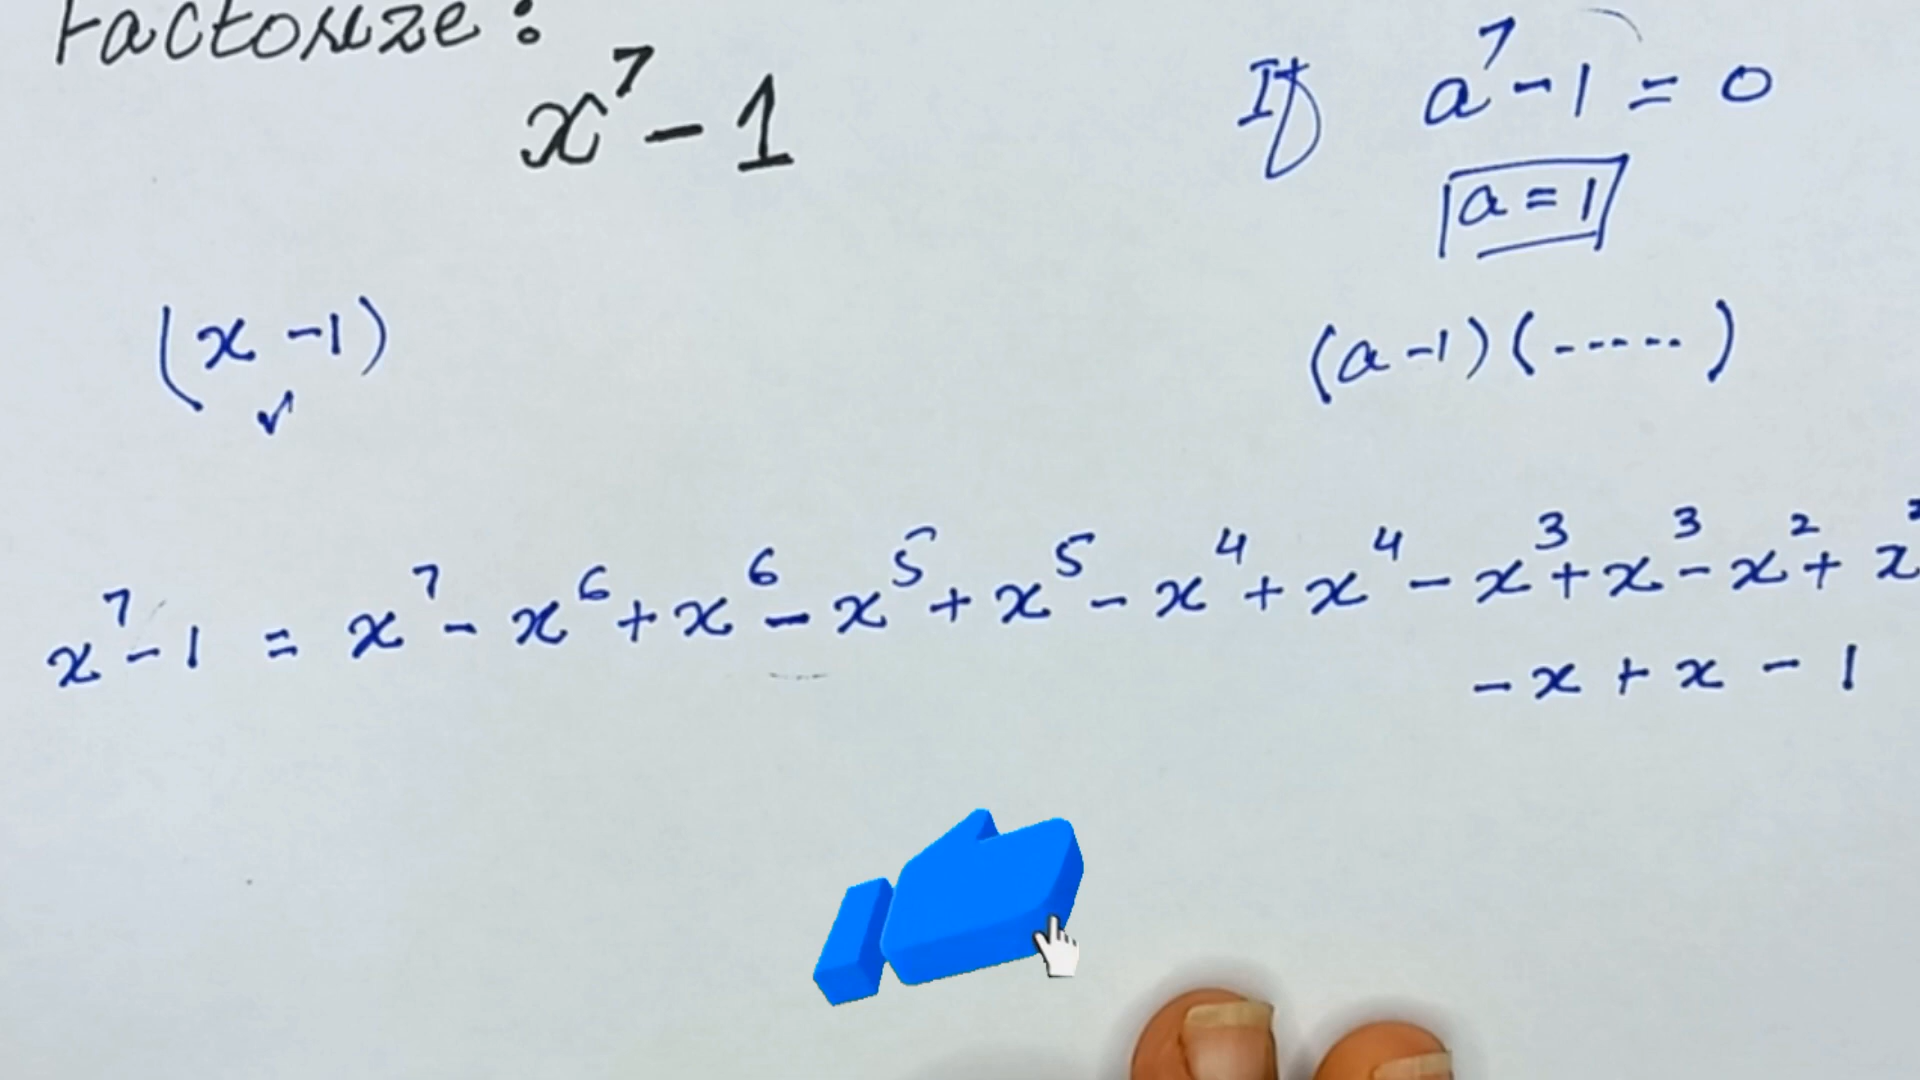 Factorize :
x⁷ - 1
If a⁷ - 1 = 0
a = 1
(x - 1)
(a - 1) ( ----- )
x⁷ - 1 = x⁷ - x⁶ + x⁶ - x⁵ + x⁵ - x⁴ + x⁴ - x³ + x³ - x² + x²
- x + x - 1